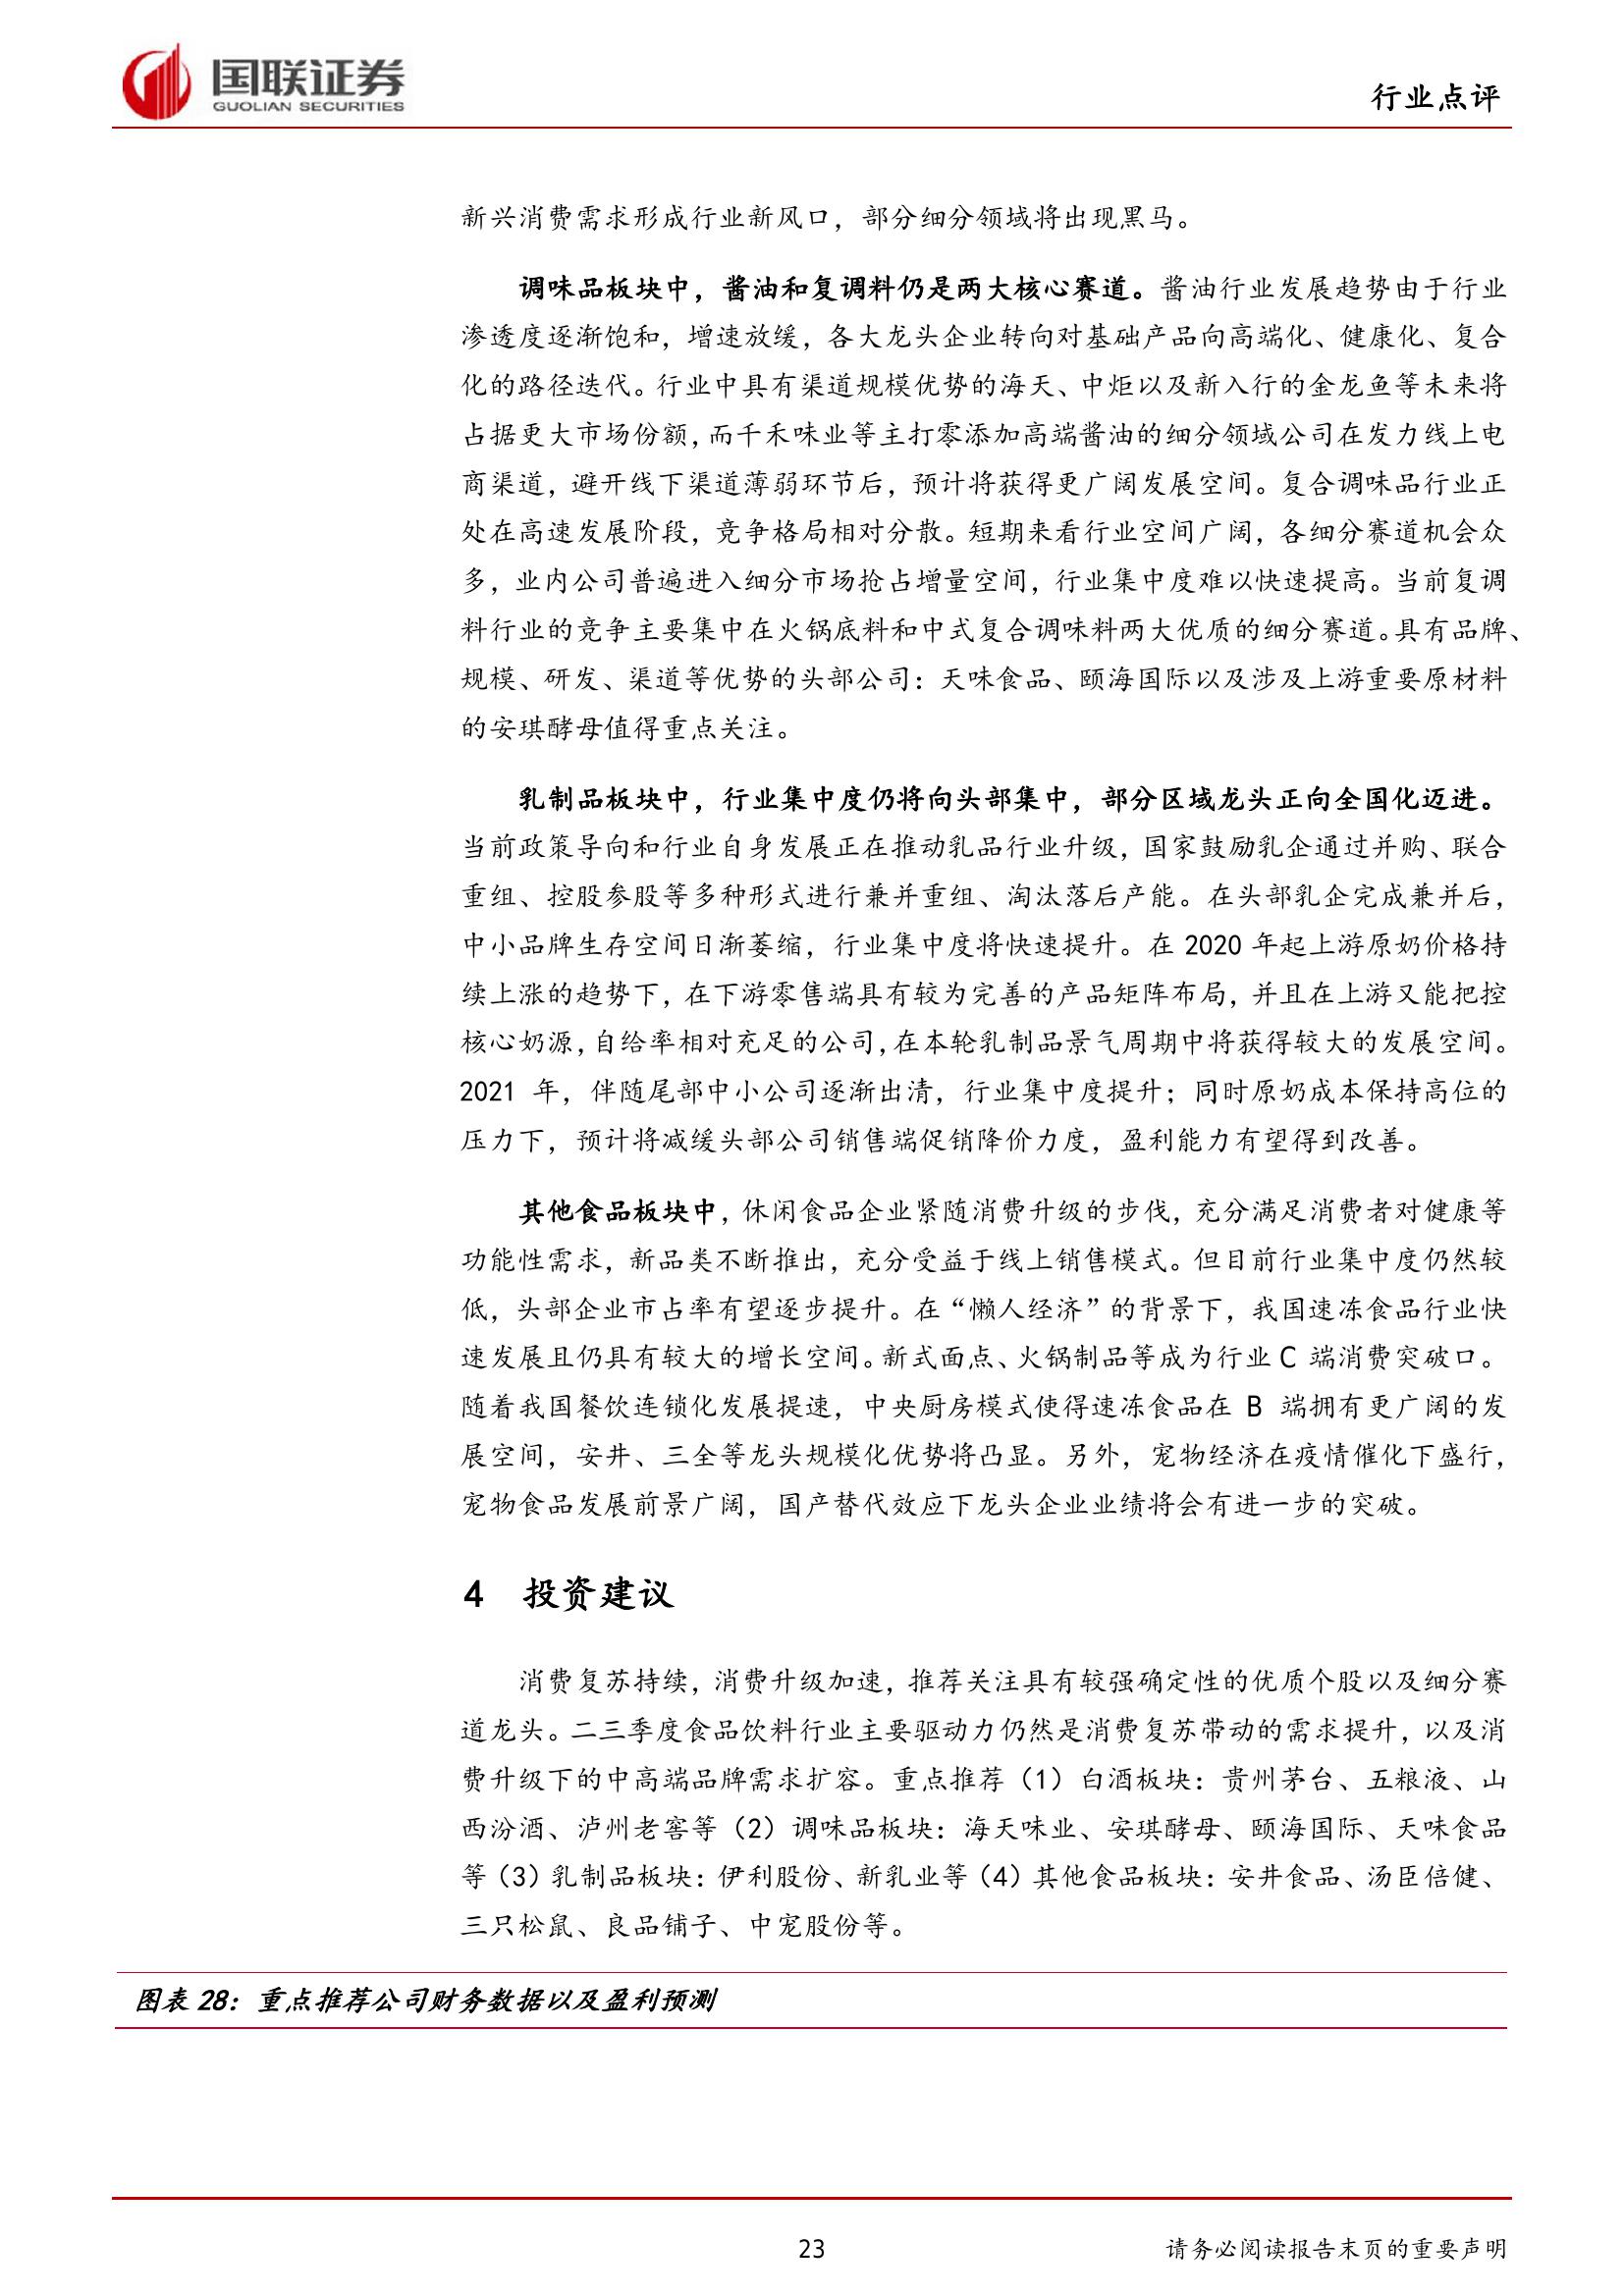 国联证券
GUOLIAN SECURITIES
行业点评
新兴消费需求形成行业新风口，部分细分领域将出现黑马。
调味品板块中，酱油和复调料仍是两大核心赛道。酱油行业发展趋势由于行业
渗透度逐渐饱和，增速放缓，各大龙头企业转向对基础产品向高端化、健康化、复合
化的路径迭代。行业中具有渠道规模优势的海天、中炬以及新入行的金龙鱼等未来将
占据更大市场份额，而千禾味业等主打零添加高端酱油的细分领域公司在发力线上电
商渠道，避开线下渠道薄弱环节后，预计将获得更广阔发展空间。复合调味品行业正
处在高速发展阶段，竞争格局相对分散。短期来看行业空间广阔，各细分赛道机会众
多，业内公司普遍进入细分市场抢占增量空间，行业集中度难以快速提高。当前复调
料行业的竞争主要集中在火锅底料和中式复合调味料两大优质的细分赛道。具有品牌、
规模、研发、渠道等优势的头部公司：天味食品、颐海国际以及涉及上游重要原材料
的安琪酵母值得重点关注。
乳制品板块中，行业集中度仍将向头部集中，部分区域龙头正向全国化迈进。
当前政策导向和行业自身发展正在推动乳品行业升级，国家鼓励乳企通过并购、联合
重组、控股参股等多种形式进行兼并重组、淘汰落后产能。在头部乳企完成兼并后，
中小品牌生存空间日渐萎缩，行业集中度将快速提升。在 2020 年起上游原奶价格持
续上涨的趋势下，在下游零售端具有较为完善的产品矩阵布局，并且在上游又能把控
核心奶源，自给率相对充足的公司，在本轮乳制品景气周期中将获得较大的发展空间。
2021 年，伴随尾部中小公司逐渐出清，行业集中度提升；同时原奶成本保持高位的
压力下，预计将减缓头部公司销售端促销降价力度，盈利能力有望得到改善。
其他食品板块中，休闲食品企业紧随消费升级的步伐，充分满足消费者对健康等
功能性需求，新品类不断推出，充分受益于线上销售模式。但目前行业集中度仍然较
低，头部企业市占率有望逐步提升。在“懒人经济”的背景下，我国速冻食品行业快
速发展且仍具有较大的增长空间。新式面点、火锅制品等成为行业 C 端消费突破口。
随着我国餐饮连锁化发展提速，中央厨房模式使得速冻食品在 B 端拥有更广阔的发
展空间，安井、三全等龙头规模化优势将凸显。另外，宠物经济在疫情催化下盛行，
宠物食品发展前景广阔，国产替代效应下龙头企业业绩将会有进一步的突破。
4 投资建议
消费复苏持续，消费升级加速，推荐关注具有较强确定性的优质个股以及细分赛
道龙头。二三季度食品饮料行业主要驱动力仍然是消费复苏带动的需求提升，以及消
费升级下的中高端品牌需求扩容。重点推荐（1）白酒板块：贵州茅台、五粮液、山
西汾酒、泸州老窖等（2）调味品板块：海天味业、安琪酵母、颐海国际、天味食品
等（3）乳制品板块：伊利股份、新乳业等（4）其他食品板块：安井食品、汤臣倍健、
三只松鼠、良品铺子、中宠股份等。
图表 28：重点推荐公司财务数据以及盈利预测
23
请务必阅读报告末页的重要声明